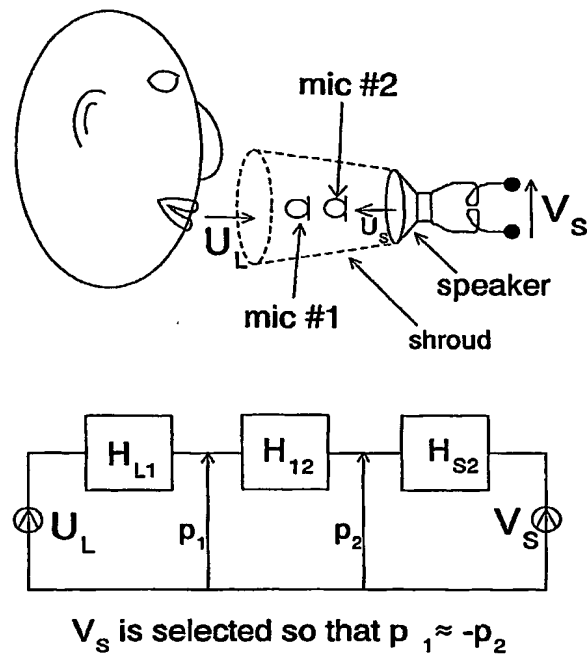 mic #2
U_L
U_S
V_S
speaker
mic #1
shroud
H_L1
H_12
H_S2
U_L
p_1
p_2
V_S
V_S is selected so that p_1 ≈ -p_2